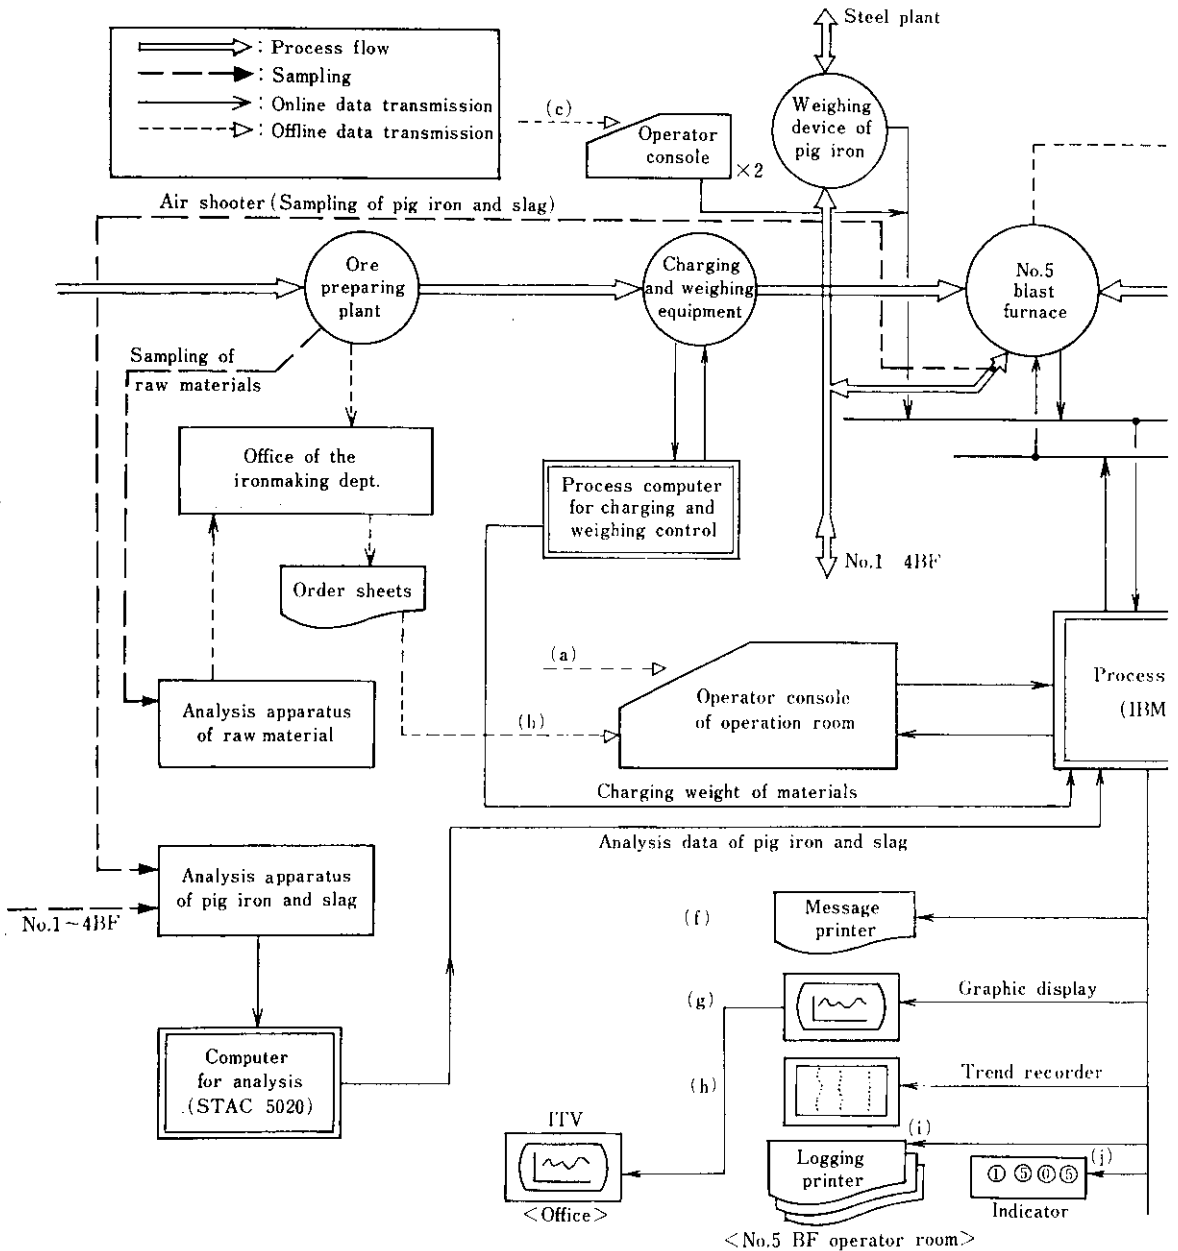 Steel plant
: Process flow
: Sampling
: Online data transmission
: Offline data transmission
(c)
Operator
console
×2
Weighing
device of
pig iron
Air shooter (Sampling of pig iron and slag)
Ore
preparing
plant
Charging
and weighing
equipment
No.5
blast
furnace
Sampling of
raw materials
Office of the
ironmaking dept.
Process computer
for charging and
weighing control
No.1 4BF
Order sheets
(a)
(b)
Operator console
of operation room
Process
(IBM
Analysis apparatus
of raw material
Charging weight of materials
Analysis data of pig iron and slag
Analysis apparatus
of pig iron and slag
No.1~4BF
(f)
Message
printer
(g)
Graphic display
Computer
for analysis
(STAC 5020)
(h)
Trend recorder
ITV
<Office>
(i)
Logging
printer
(j)
① ⑤⓪⑤
Indicator
<No.5 BF operator room>